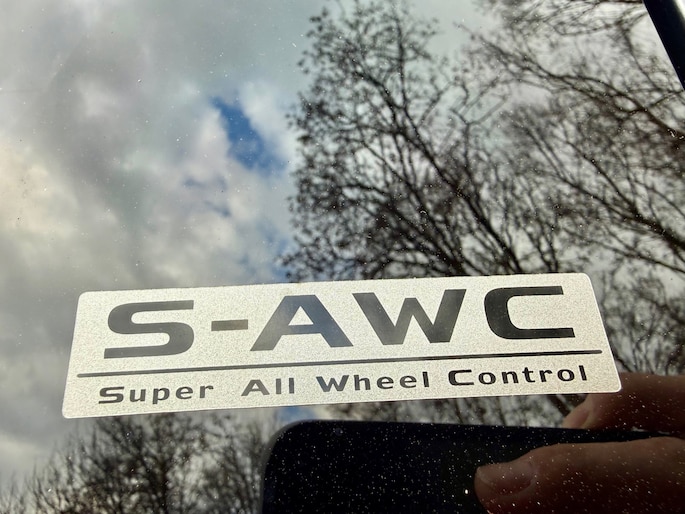 S-AWC
Super All Wheel Control